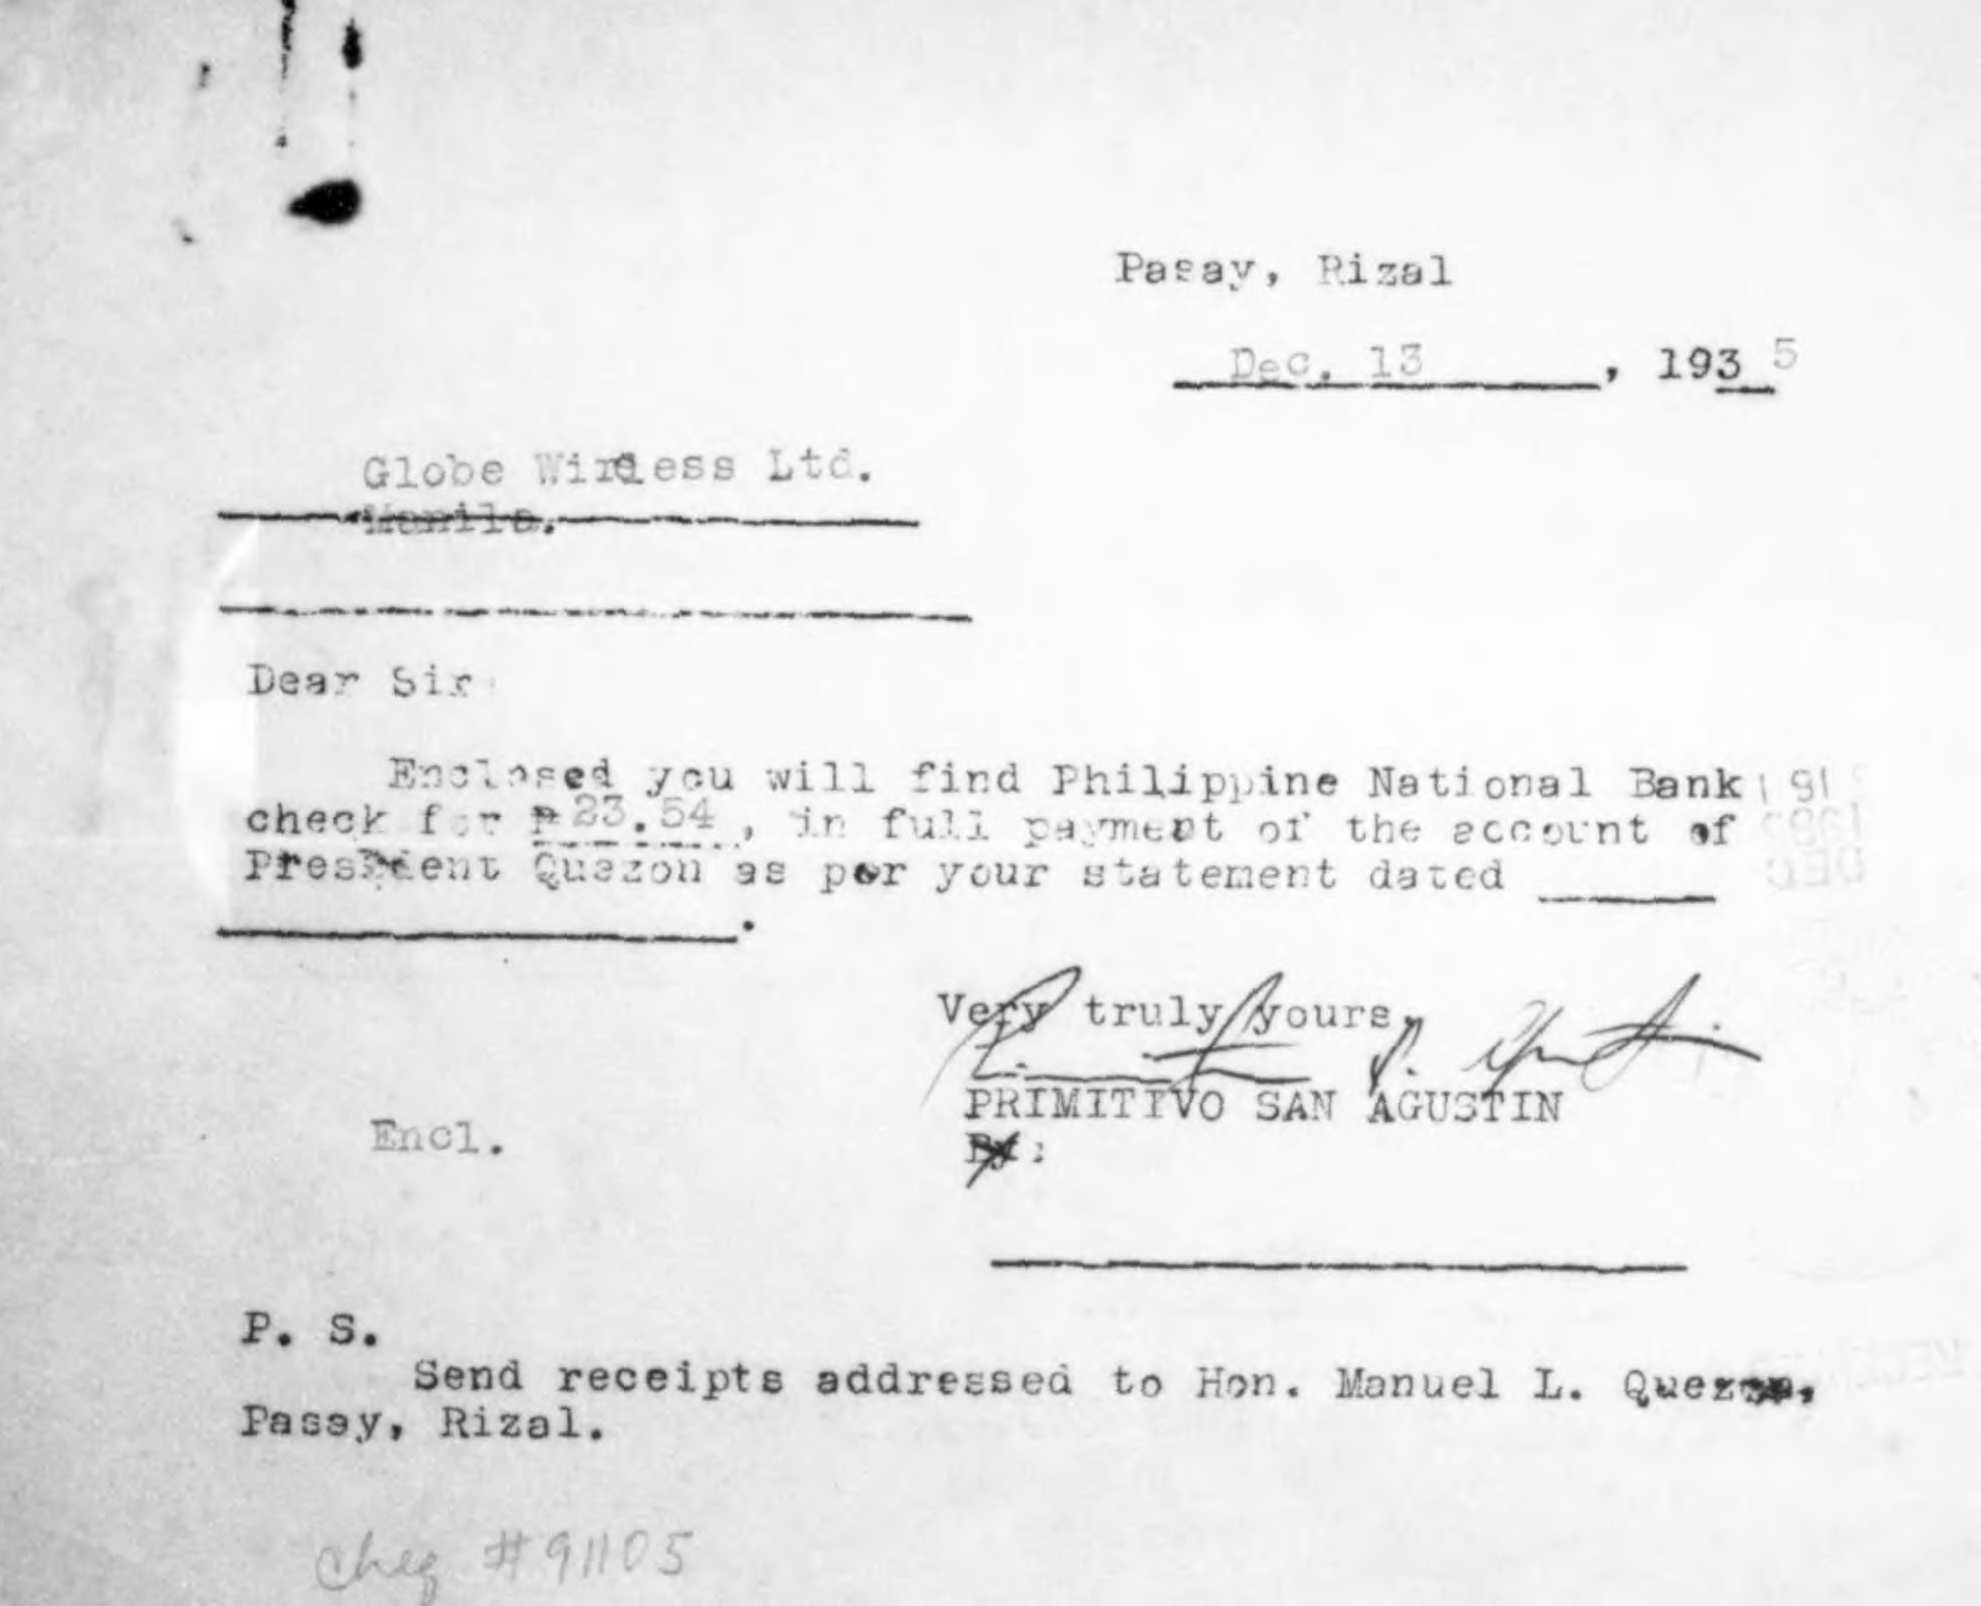 Pasay, Rizal
Dec. 13, 1935
Globe Wireless Ltd.
Manila.
Dear Sir
Enclosed you will find Philippine National Bank
check for ₱23.54, in full payment of the account of
President Quezon as per your statement dated
.
Very truly yours,
PRIMITIVO SAN AGUSTIN
By:
Encl.
P. S.
Send receipts addressed to Hon. Manuel L. Quezon,
Pasay, Rizal.
cheq #91105